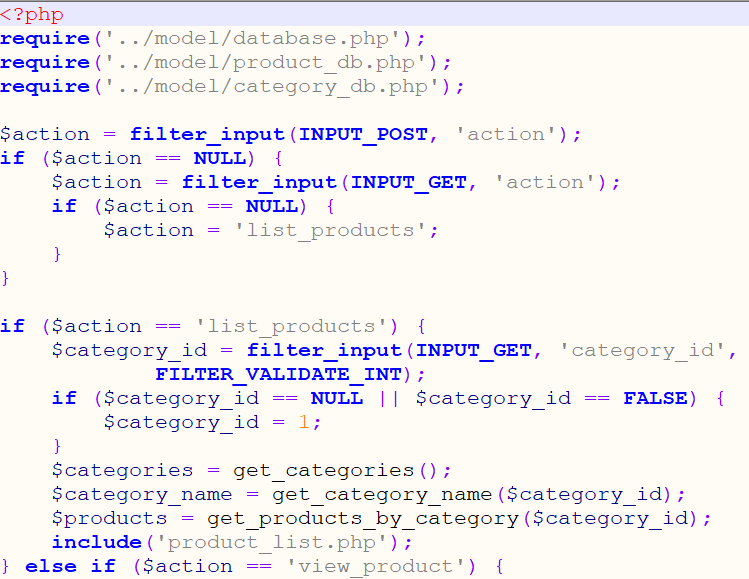 <?php
require('../model/database.php');
require('../model/product_db.php');
require('../model/category_db.php');

$action = filter_input(INPUT_POST, 'action');
if ($action == NULL) {
    $action = filter_input(INPUT_GET, 'action');
    if ($action == NULL) {
        $action = 'list_products';
    }
}

if ($action == 'list_products') {
    $category_id = filter_input(INPUT_GET, 'category_id',
            FILTER_VALIDATE_INT);
    if ($category_id == NULL || $category_id == FALSE) {
        $category_id = 1;
    }
    $categories = get_categories();
    $category_name = get_category_name($category_id);
    $products = get_products_by_category($category_id);
    include('product_list.php');
} else if ($action == 'view_product') {